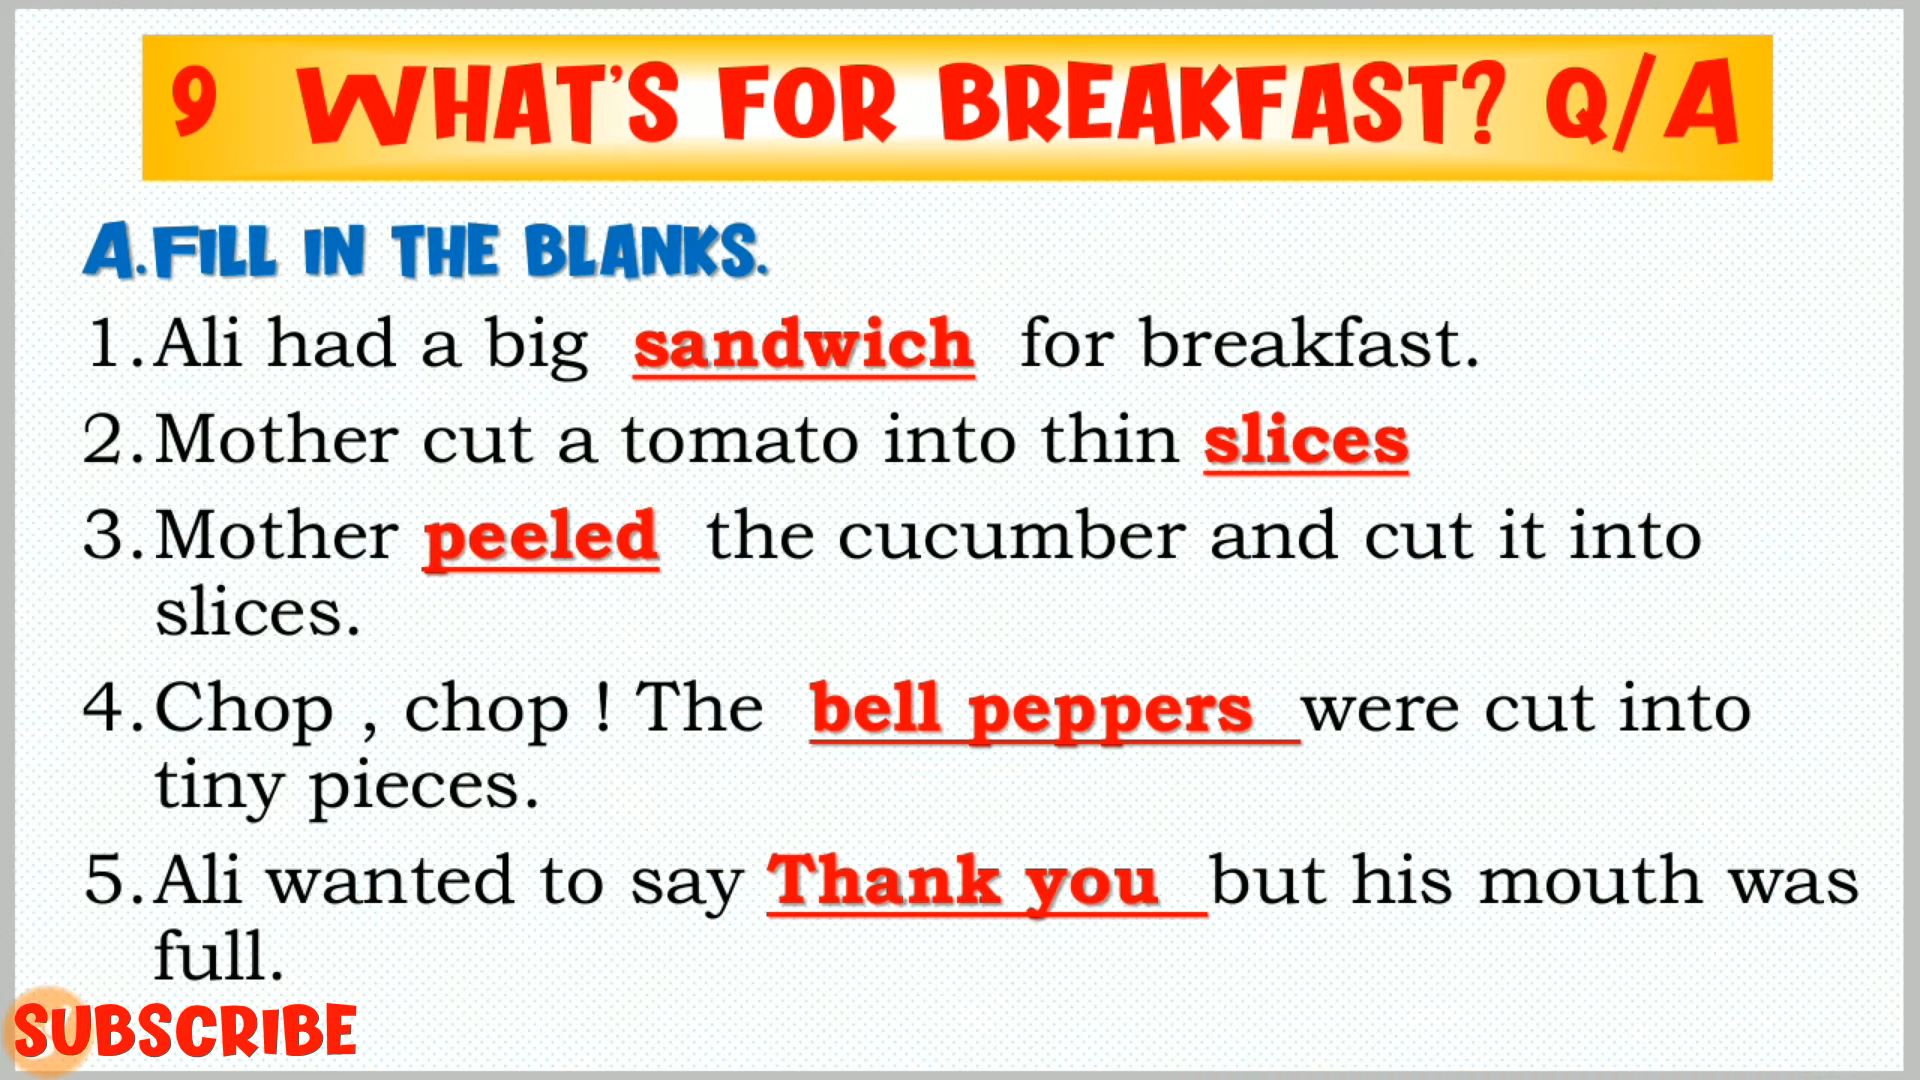 9 WHAT'S FOR BREAKFAST? Q/A
A.FILL IN THE BLANKS.
1.Ali had a big sandwich for breakfast.
2.Mother cut a tomato into thin slices
3.Mother peeled the cucumber and cut it into
slices.
4.Chop , chop ! The bell peppers were cut into
tiny pieces.
5.Ali wanted to say Thank you but his mouth was
full.
SUBSCRIBE